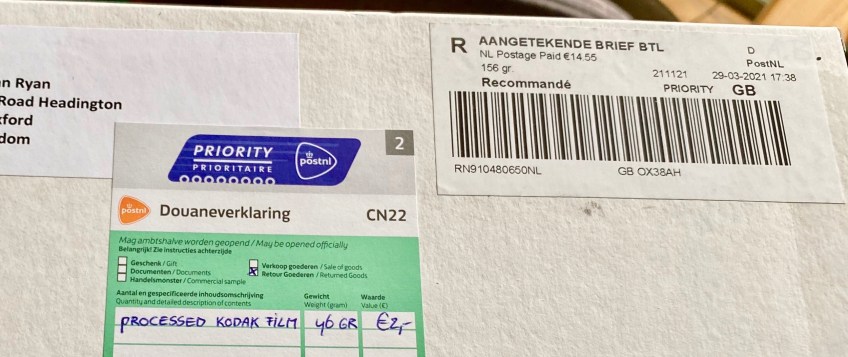 R AANGETEKENDE BRIEF BTL
D
NL Postage Paid €14.55
PostNL
156 gr.
211121 29-03-2021 17:38
Recommandé
PRIORITY GB
RN910480650NL
GB OX38AH
Ryan
Road Headington
PRIORITY
PRIORITAIRE
postnl
2
postnl
Douaneverklaring
CN22
Mag ambtshalve worden geopend / May be opened officially
Belangrijk! Zie instructies achterzijde
Geschenk / Gift
Verkoop goederen / Sale of goods
Documenten / Documents
Retour Goederen / Returned Goods
Handelsmonster / Commercial sample
Aantal en gespecificeerde inhoudsomschrijving
Gewicht
Waarde
Quantity and detailed description of contents
Weight (gram)
Value (€)
PROCESSED KODAK FILM 46 GR €2,-